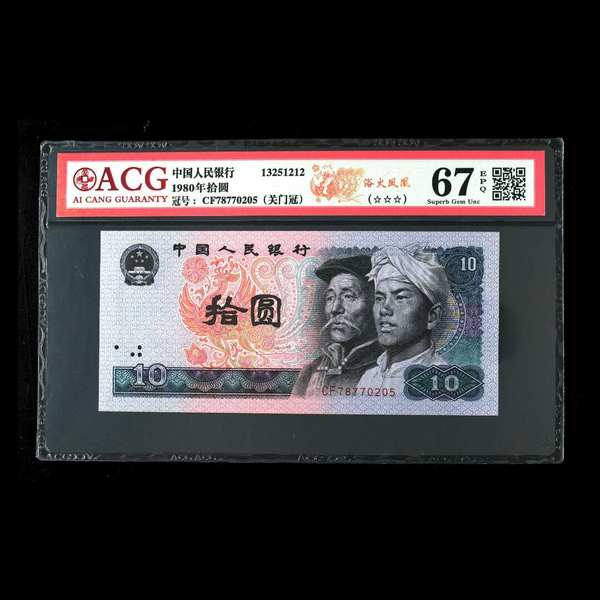 ACG
AI CANG GUARANTY
中国人民银行 13251212
1980年拾圆
冠号: CF78770205 (关门冠)
浴火凤凰
(☆☆☆)
67 EPQ
Superb Gem Unc
中国人民银行
10
拾圆
10
CF78770205
10